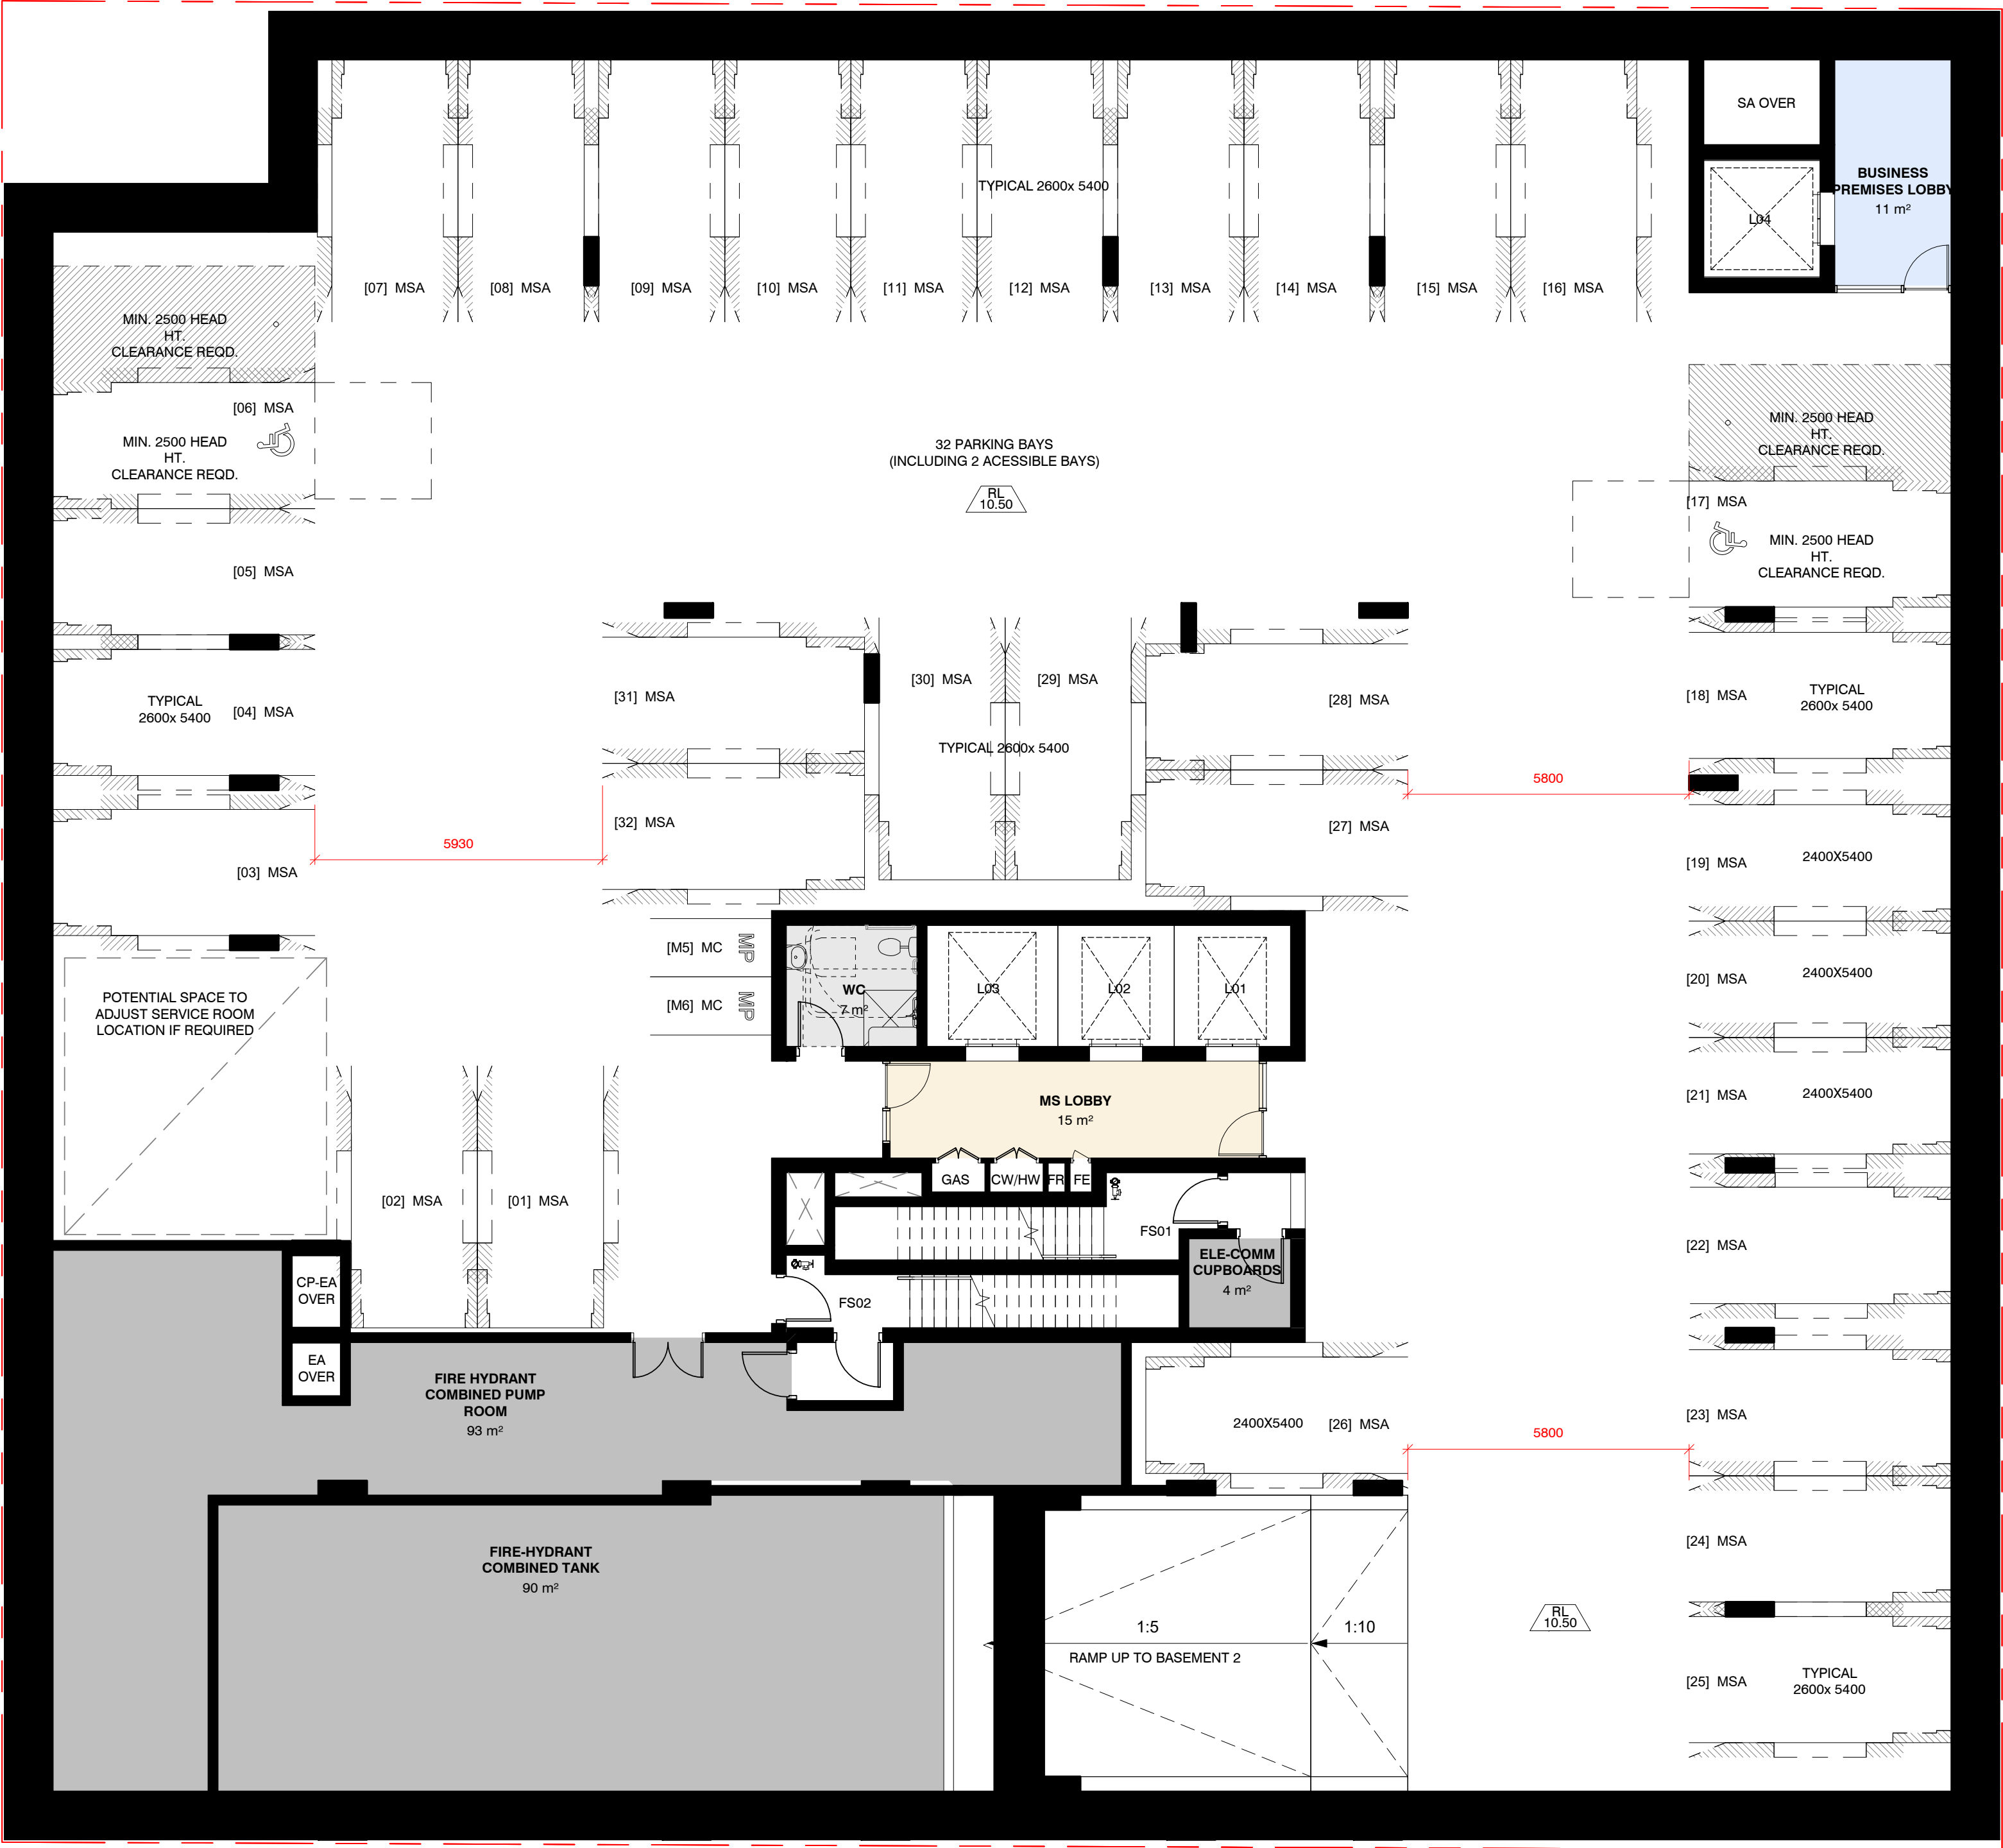 SA OVER
BUSINESS
PREMISES LOBBY
11 m²
L04
TYPICAL 2600x 5400
[07] MSA
[08] MSA
[09] MSA
[10] MSA
[11] MSA
[12] MSA
[13] MSA
[14] MSA
[15] MSA
[16] MSA
MIN. 2500 HEAD
HT.
CLEARANCE REQD.
[06] MSA
MIN. 2500 HEAD
HT.
CLEARANCE REQD.
32 PARKING BAYS
(INCLUDING 2 ACESSIBLE BAYS)
RL
10.50
MIN. 2500 HEAD
HT.
CLEARANCE REQD.
[17] MSA
MIN. 2500 HEAD
HT.
CLEARANCE REQD.
[05] MSA
TYPICAL
2600x 5400
[04] MSA
[31] MSA
[30] MSA
[29] MSA
[28] MSA
[18] MSA
TYPICAL
2600x 5400
TYPICAL 2600x 5400
5800
5930
[32] MSA
[27] MSA
[03] MSA
[19] MSA
2400X5400
[M5] MC
MP
[M6] MC
MP
WC
7 m²
L03
L02
L01
[20] MSA
2400X5400
POTENTIAL SPACE TO
ADJUST SERVICE ROOM
LOCATION IF REQUIRED
MS LOBBY
15 m²
[21] MSA
2400X5400
GAS
CW/HW
FR
FE
[02] MSA
[01] MSA
FS01
ELE-COMM
CUPBOARDS
4 m²
[22] MSA
CP-EA
OVER
FS02
EA
OVER
FIRE HYDRANT
COMBINED PUMP
ROOM
93 m²
2400X5400
[26] MSA
5800
[23] MSA
FIRE-HYDRANT
COMBINED TANK
90 m²
[24] MSA
1:5
1:10
RAMP UP TO BASEMENT 2
RL
10.50
[25] MSA
TYPICAL
2600x 5400